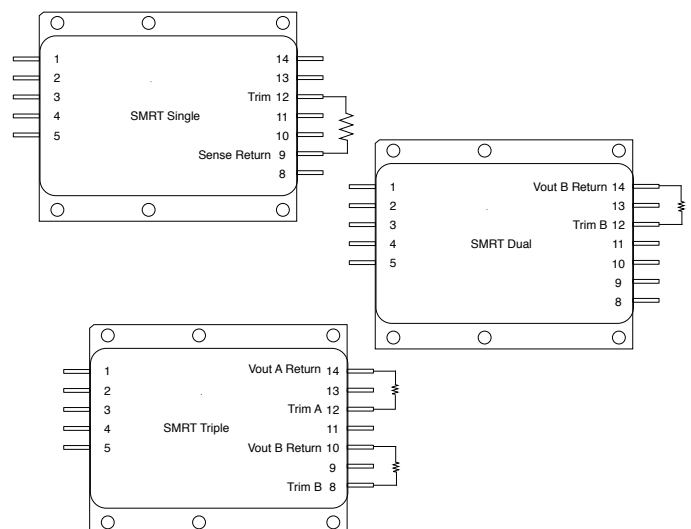 1 14
2 13
3 Trim 12
4 SMRT Single 11
5 10
Sense Return 9
8
1 Vout B Return 14
2 13
3 Trim B 12
4 SMRT Dual 11
5 10
9
8
1 Vout A Return 14
2 13
3 Trim A 12
4 SMRT Triple 11
5 Vout B Return 10
9
Trim B 8